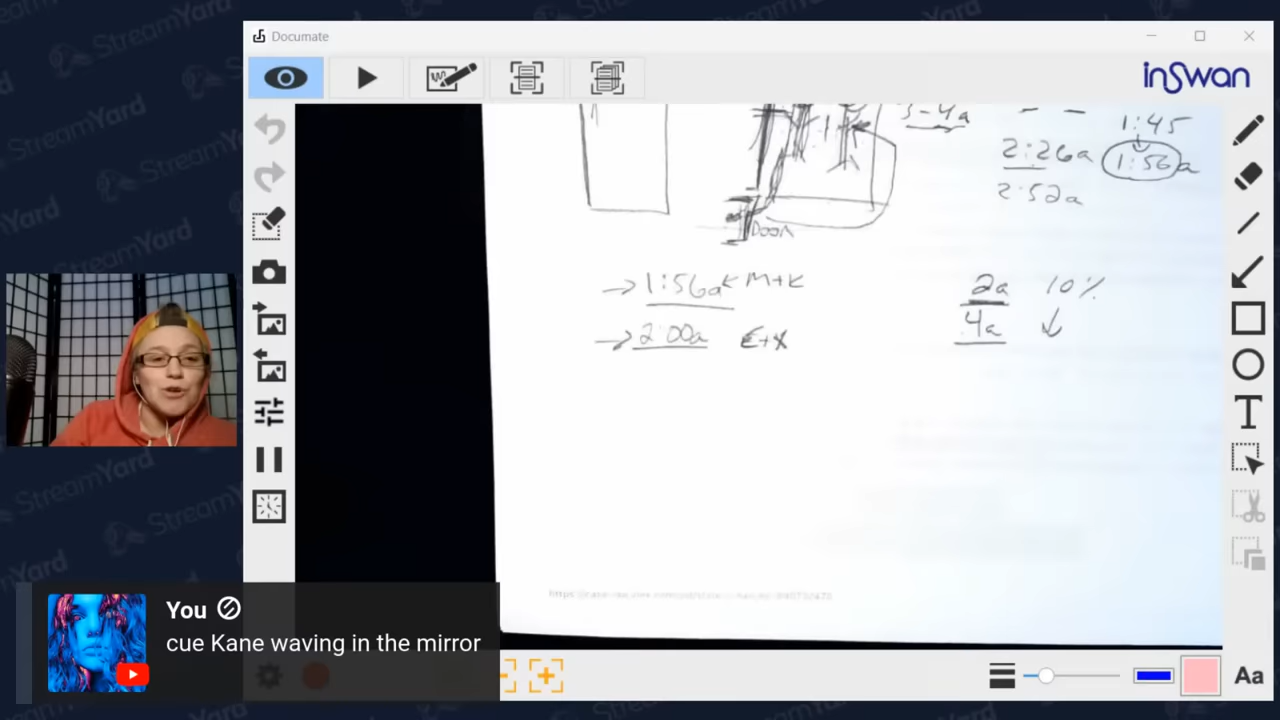 StreamYard
Documate
inSwan
3-4a
1:45
2:26a 1:56a
2:52a
Door
→ 1:56a M+K
2a 10%
→ 2:00a E+X
4a ↓
You
cue Kane waving in the mirror
T
Aa